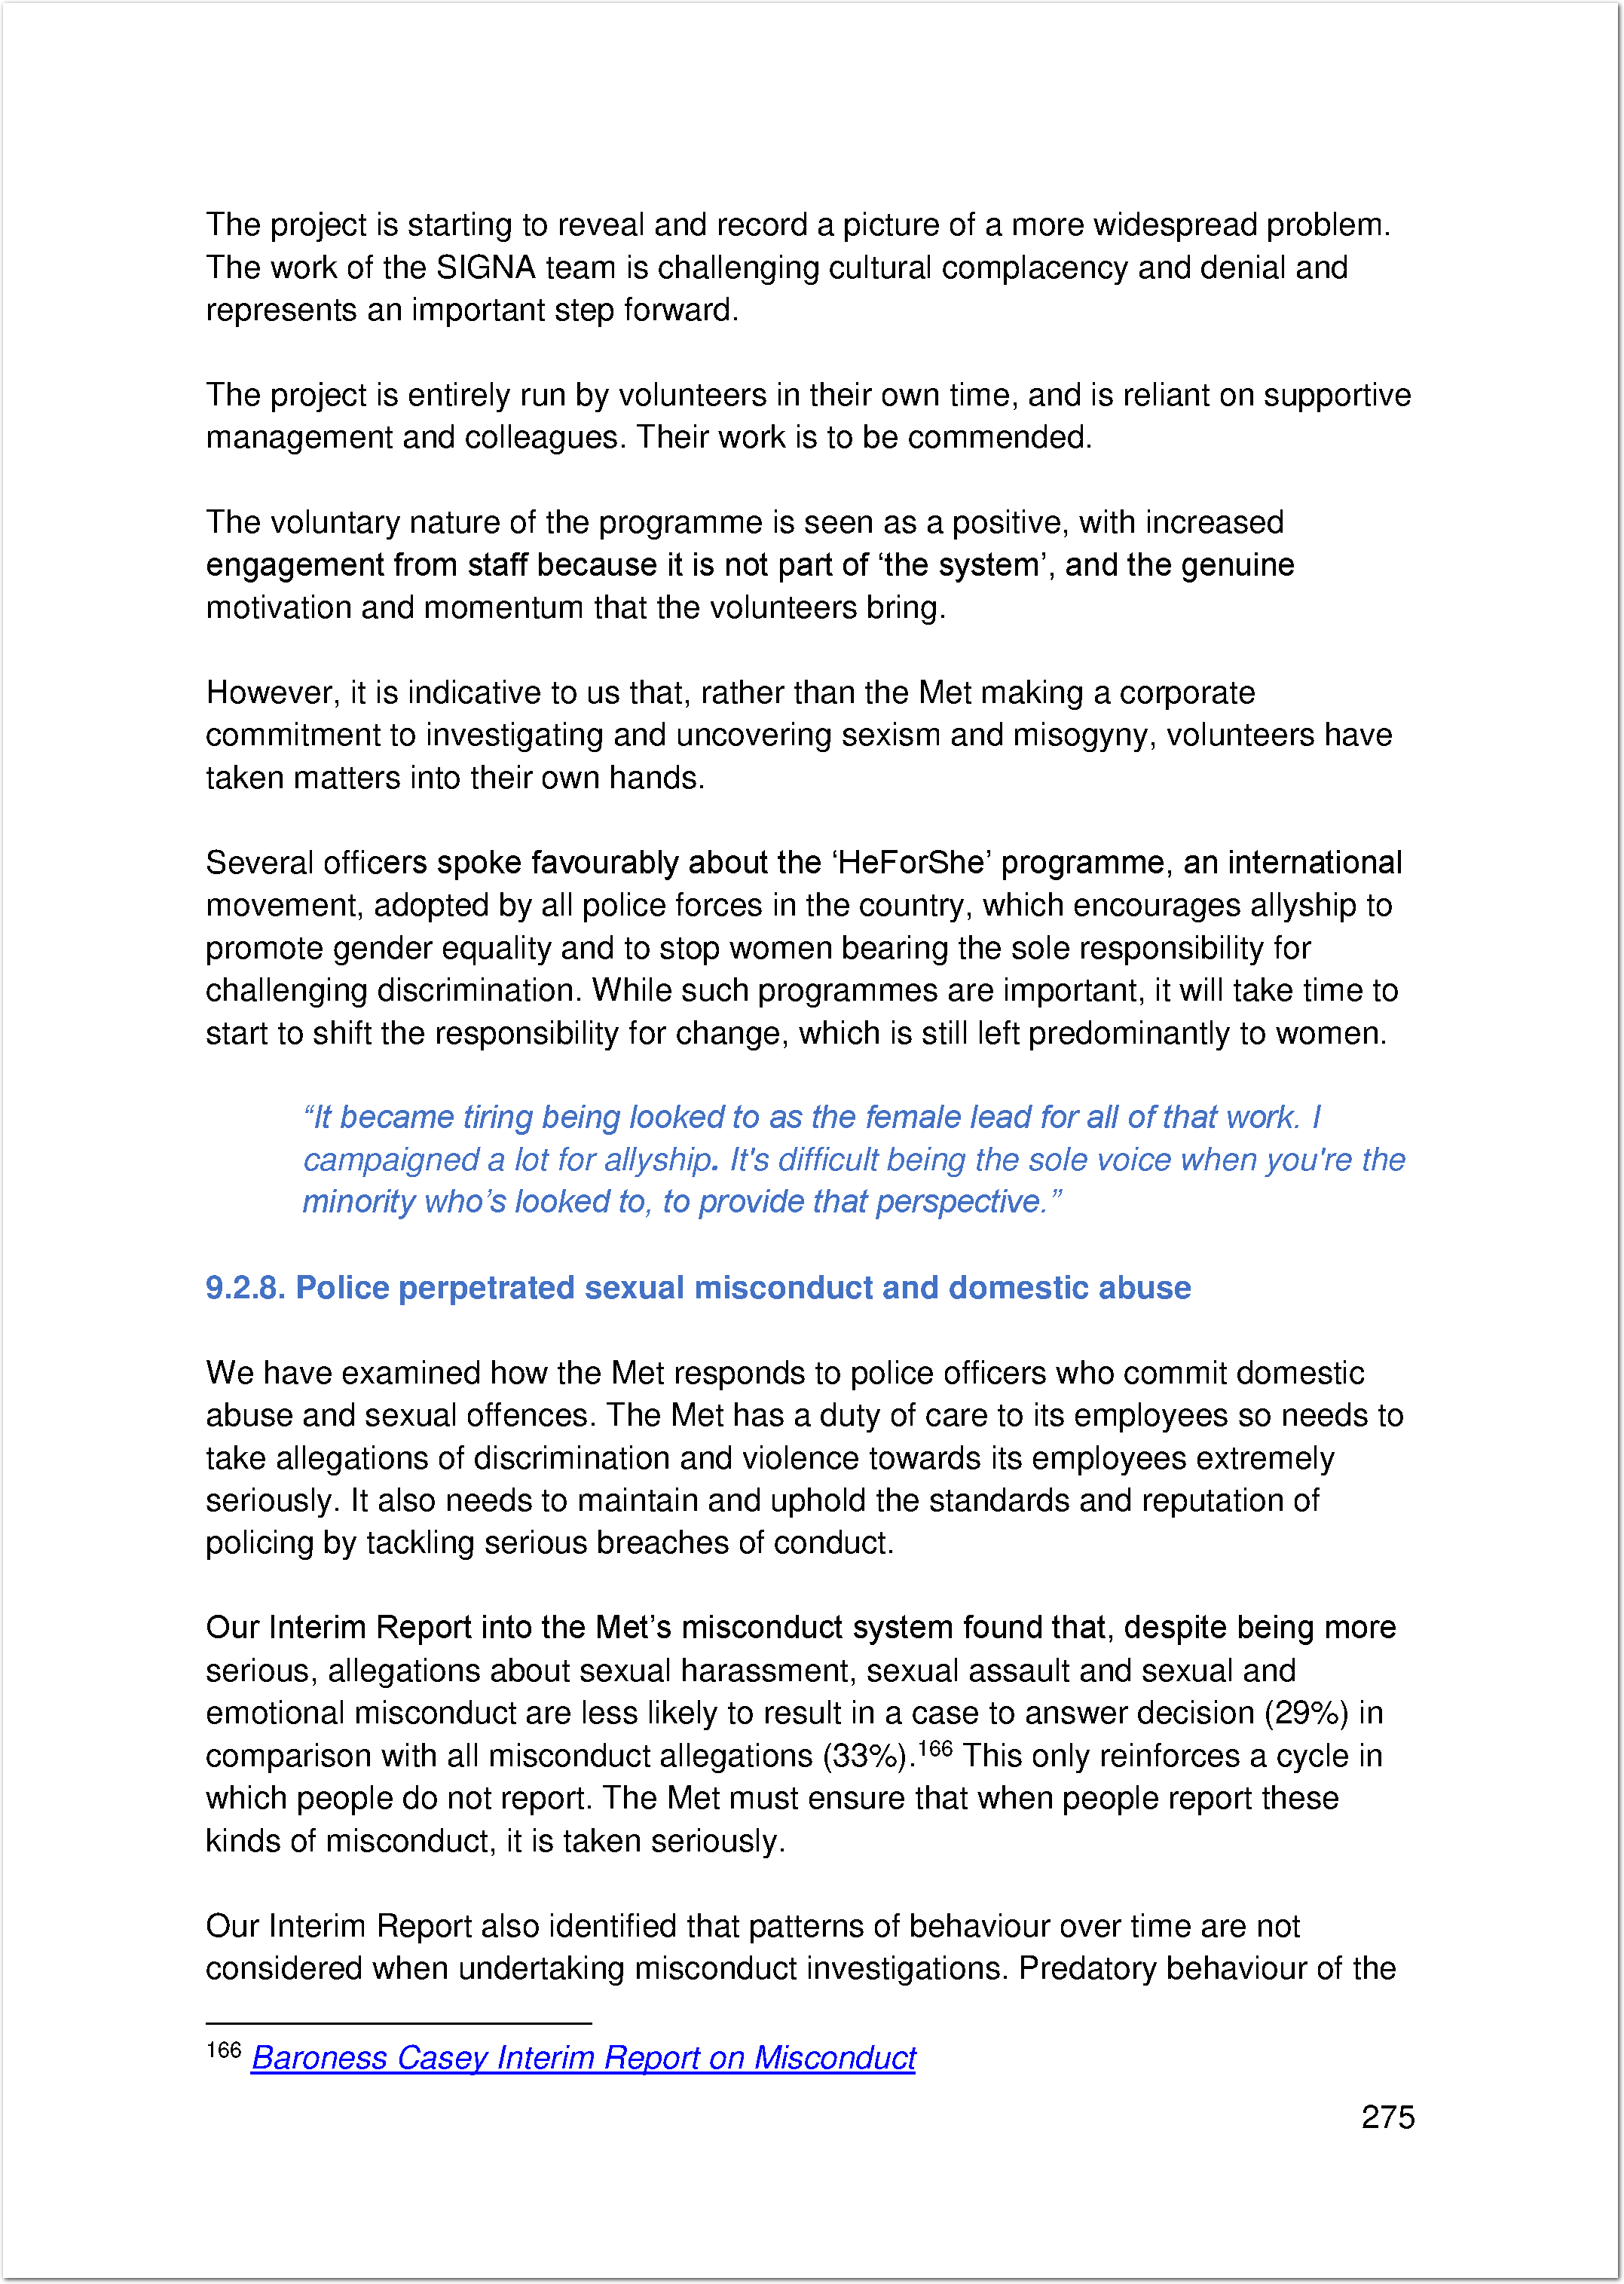 The project is starting to reveal and record a picture of a more widespread problem.
The work of the SIGNA team is challenging cultural complacency and denial and
represents an important step forward.
The project is entirely run by volunteers in their own time, and is reliant on supportive
management and colleagues. Their work is to be commended.
The voluntary nature of the programme is seen as a positive, with increased
engagement from staff because it is not part of ‘the system’, and the genuine
motivation and momentum that the volunteers bring.
However, it is indicative to us that, rather than the Met making a corporate
commitment to investigating and uncovering sexism and misogyny, volunteers have
taken matters into their own hands.
Several officers spoke favourably about the ‘HeForShe’ programme, an international
movement, adopted by all police forces in the country, which encourages allyship to
promote gender equality and to stop women bearing the sole responsibility for
challenging discrimination. While such programmes are important, it will take time to
start to shift the responsibility for change, which is still left predominantly to women.
“It became tiring being looked to as the female lead for all of that work. I
campaigned a lot for allyship. It's difficult being the sole voice when you're the
minority who’s looked to, to provide that perspective.”
9.2.8. Police perpetrated sexual misconduct and domestic abuse
We have examined how the Met responds to police officers who commit domestic
abuse and sexual offences. The Met has a duty of care to its employees so needs to
take allegations of discrimination and violence towards its employees extremely
seriously. It also needs to maintain and uphold the standards and reputation of
policing by tackling serious breaches of conduct.
Our Interim Report into the Met’s misconduct system found that, despite being more
serious, allegations about sexual harassment, sexual assault and sexual and
emotional misconduct are less likely to result in a case to answer decision (29%) in
comparison with all misconduct allegations (33%).166 This only reinforces a cycle in
which people do not report. The Met must ensure that when people report these
kinds of misconduct, it is taken seriously.
Our Interim Report also identified that patterns of behaviour over time are not
considered when undertaking misconduct investigations. Predatory behaviour of the
166 Baroness Casey Interim Report on Misconduct
275